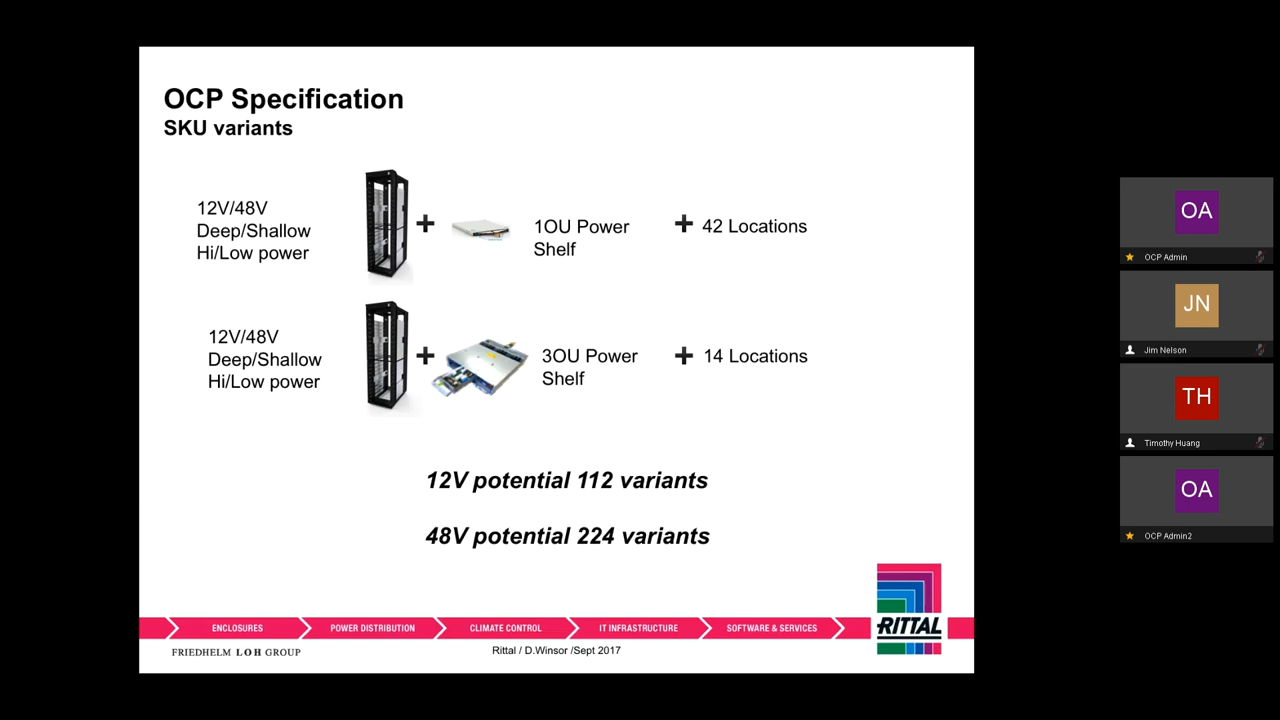 OCP Specification
SKU variants
12V/48V
Deep/Shallow
Hi/Low power
+
1OU Power
Shelf
+ 42 Locations
12V/48V
Deep/Shallow
Hi/Low power
+
3OU Power
Shelf
+ 14 Locations
12V potential 112 variants
48V potential 224 variants
ENCLOSURES
POWER DISTRIBUTION
CLIMATE CONTROL
IT INFRASTRUCTURE
SOFTWARE & SERVICES
RITTAL
FRIEDHELM LOH GROUP
Rittal / D.Winsor /Sept 2017
OA
OCP Admin
JN
Jim Nelson
TH
Timothy Huang
OA
OCP Admin2